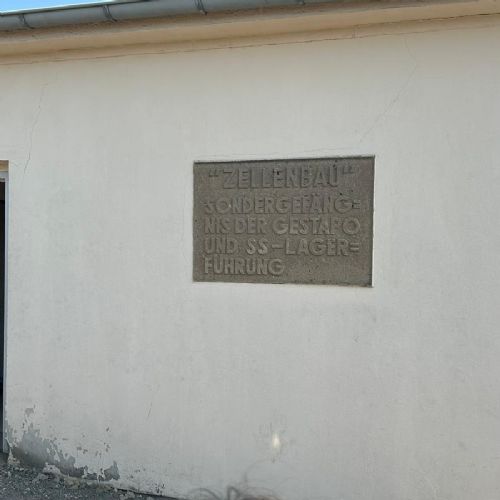 "ZELLENBAU"
SONDERGEFÄNG=
NIS DER GESTAPO
UND SS-LAGER=
FÜHRUNG